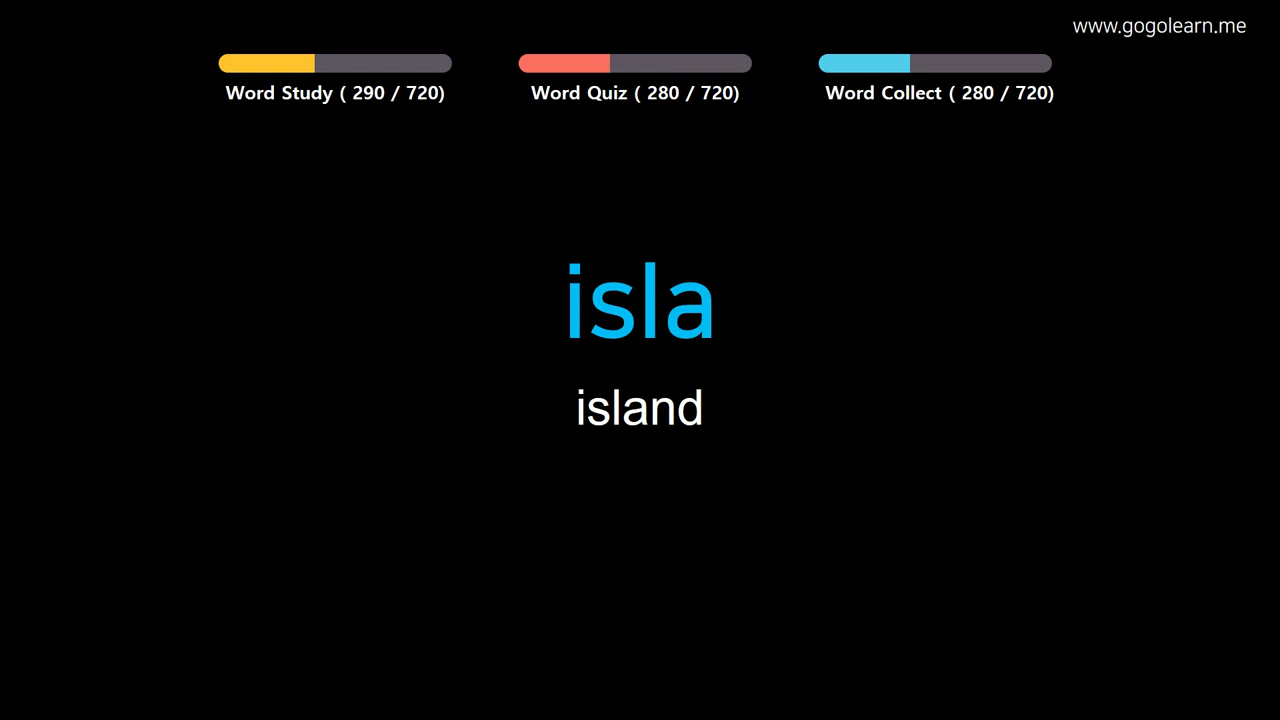 www.gogolearn.me
Word Study ( 290 / 720)
Word Quiz ( 280 / 720)
Word Collect ( 280 / 720)
isla
island